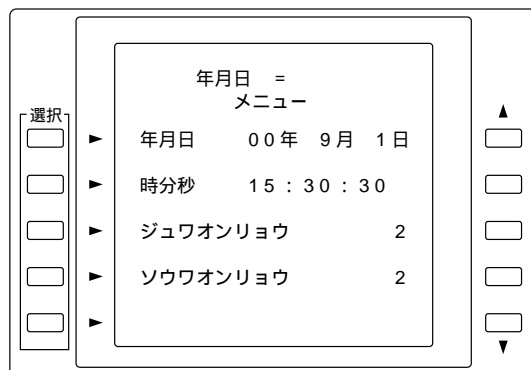 年月日 =
メニュー
選択
年月日 00年 9月 1日
時分秒 15:30:30
ジュワオンリョウ 2
ソウワオンリョウ 2